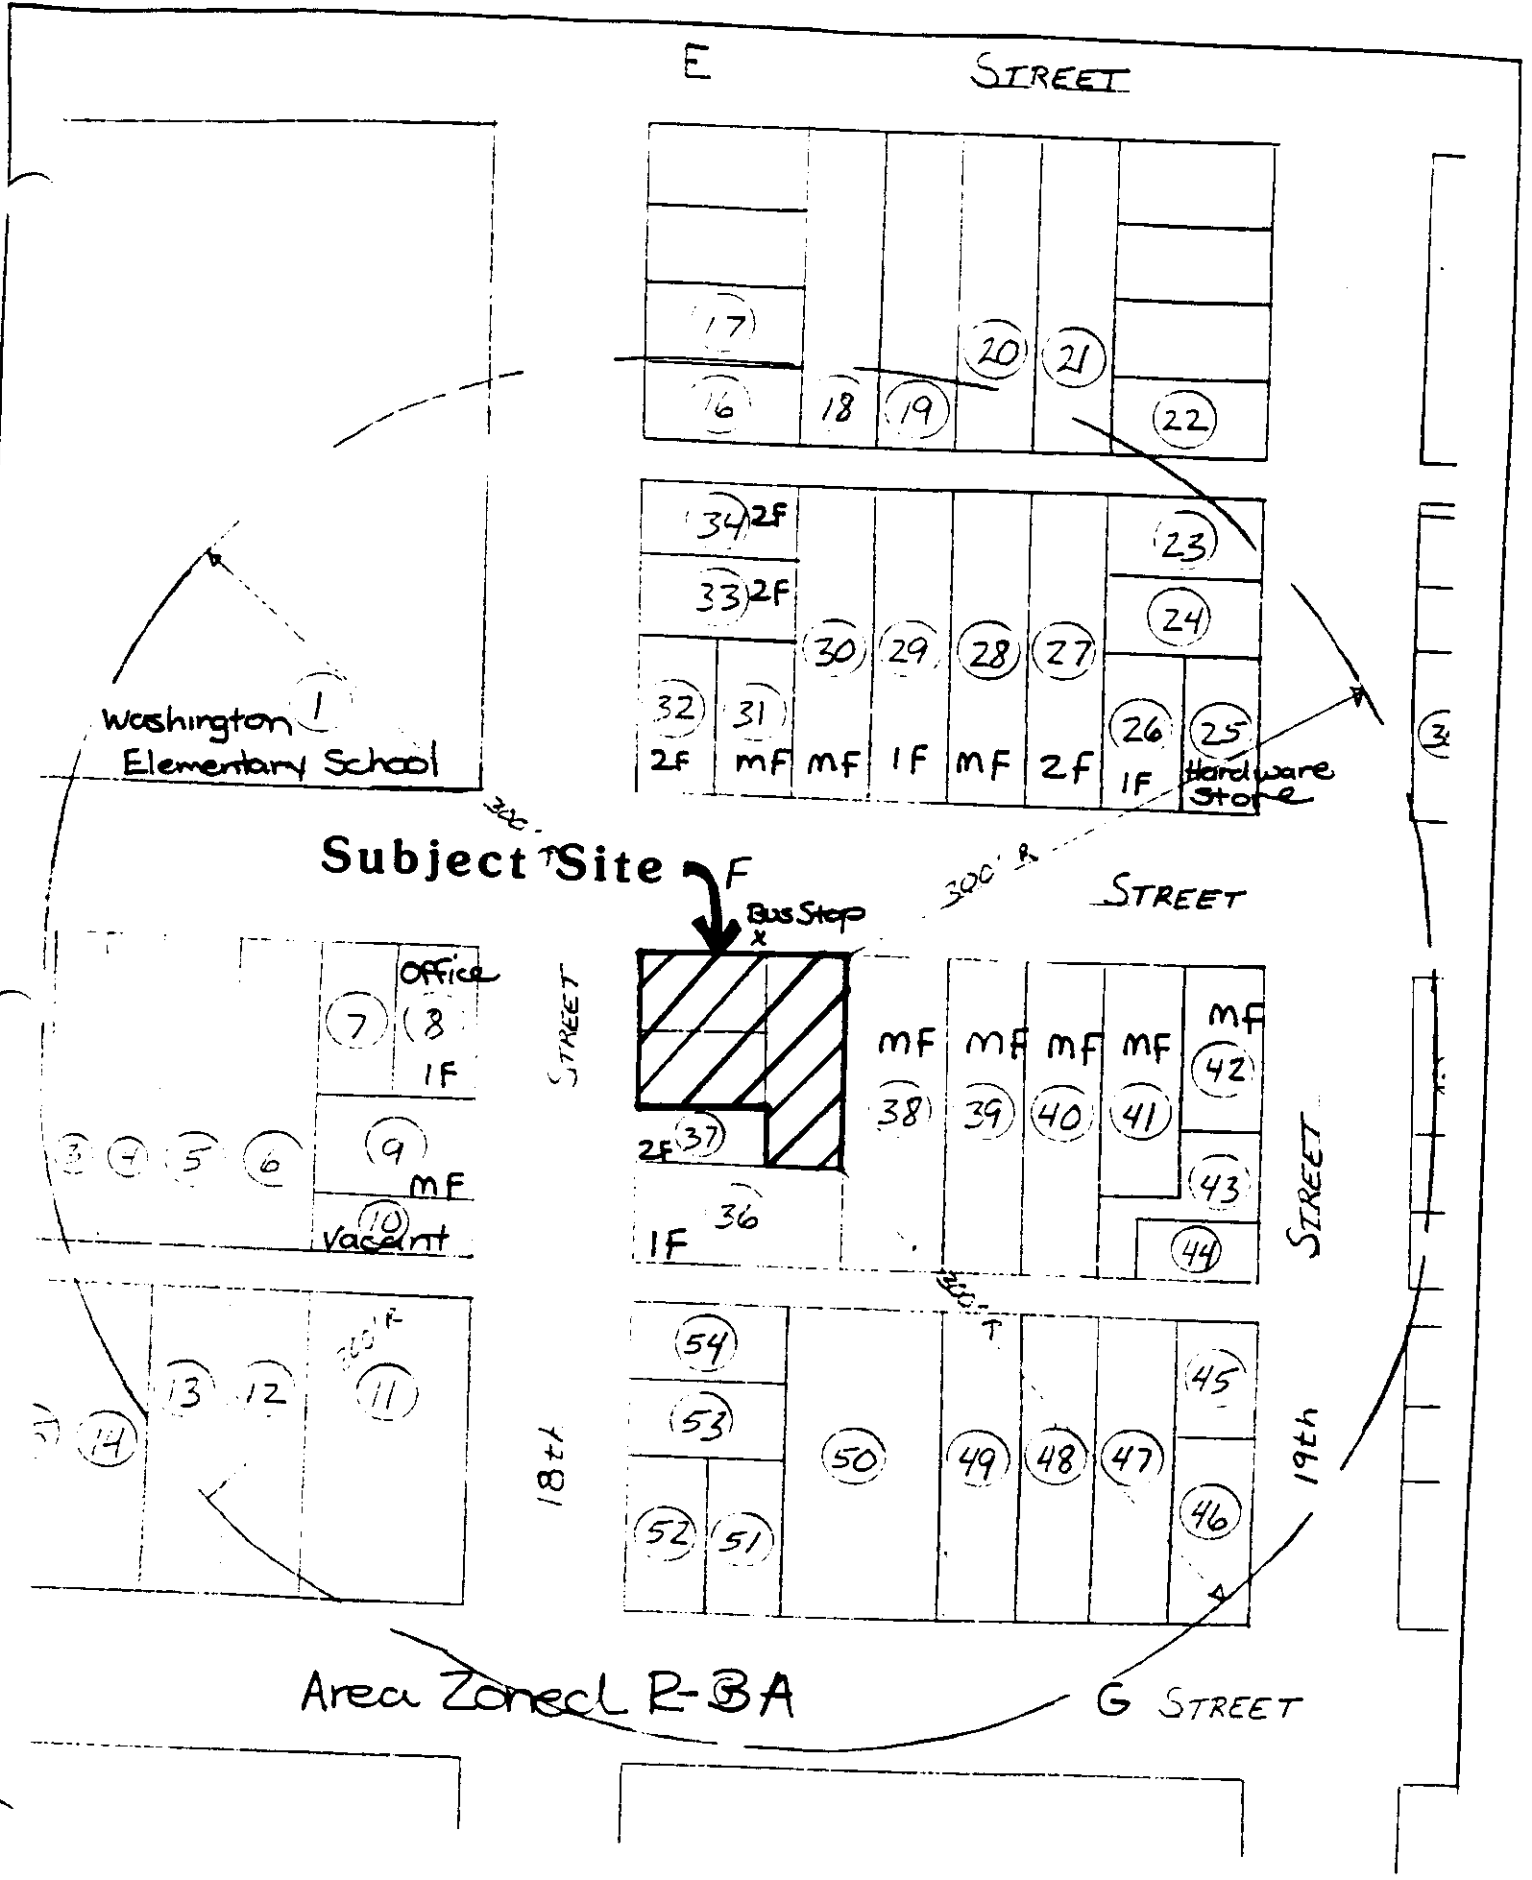 E STREET
17
20 21
16 18 19 22
34 2F
23
33 2F
24
30 29 28 27
1
32 31 26 25
Washington
Elementary School
2F mF mF 1F mF 2F 1F Hardware
Store
300'
T
Subject Site
F
300' R
STREET
Bus Stop
x
Office
7 8
1F
STREET
mF mF mF mF mF
42
38 39 40 41
37
2F
3 4 5 6 9
mF
43
10
Vacant
36
1F
STREET
44
300'
T
300' R
54
13 12 11
45
53
14
50 49 48 47
18th
19th
46
52 51
Area Zoned R-3A
G STREET